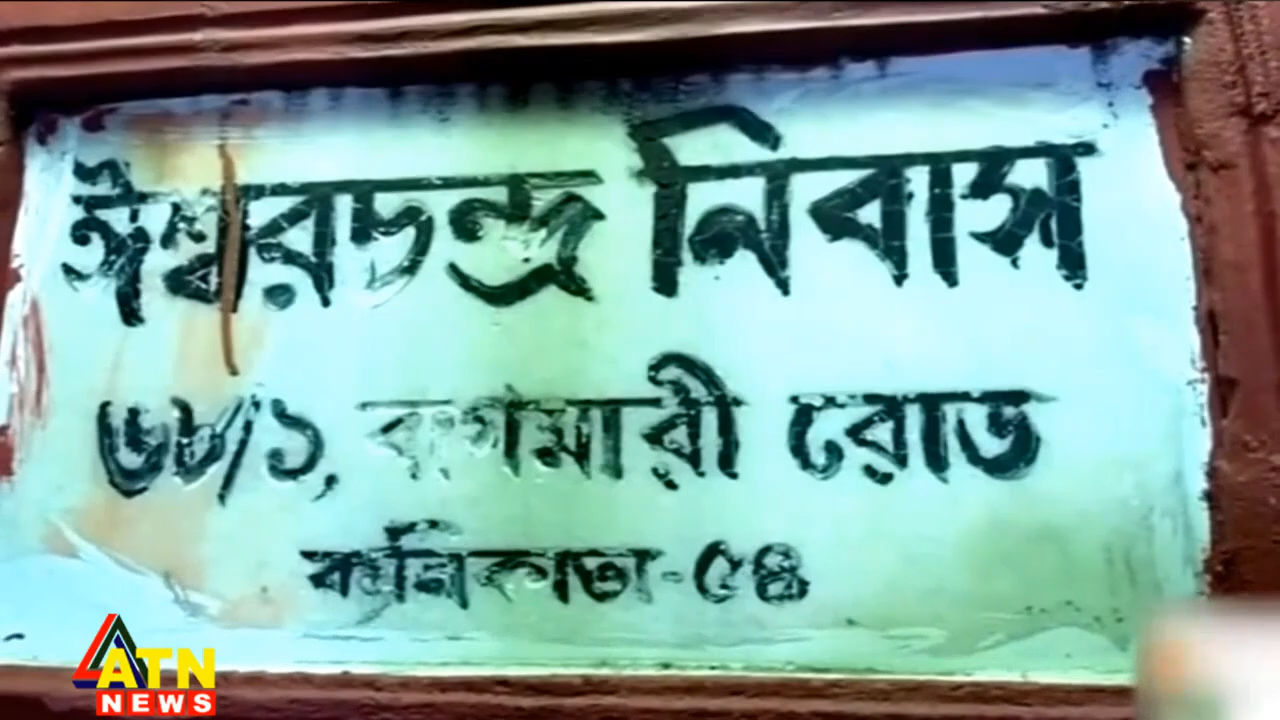 ঈশ্বরচন্দ্র নিবাস
৬৮/১, বাগমারী রোড
কলিকাতা-৫৪
ATN
NEWS